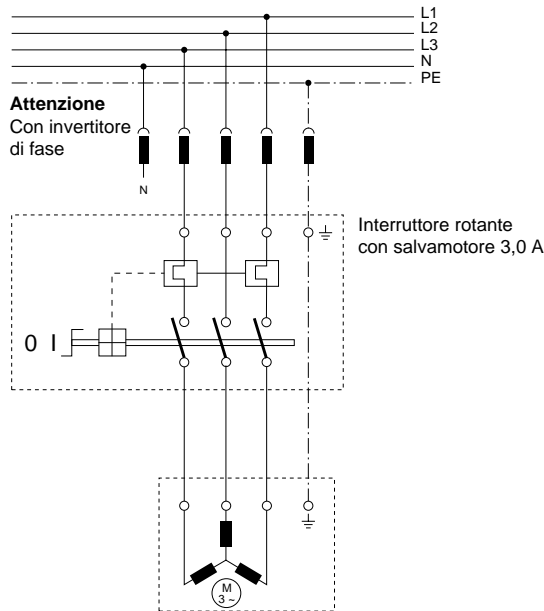 L1
L2
L3
N
PE
Attenzione
Con invertitore
di fase
N
Interruttore rotante
con salvamotore 3,0 A
0 I
M
3 ~